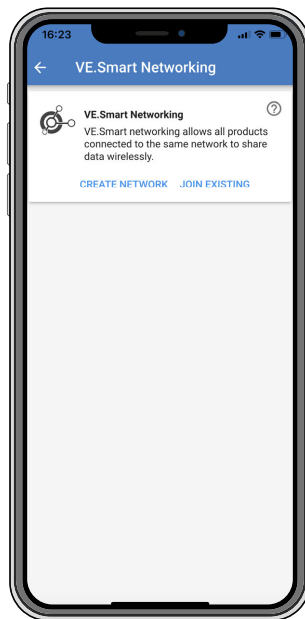 16:23
VE.Smart Networking
VE.Smart Networking
VE.Smart networking allows all products
connected to the same network to share
data wirelessly.
CREATE NETWORK JOIN EXISTING